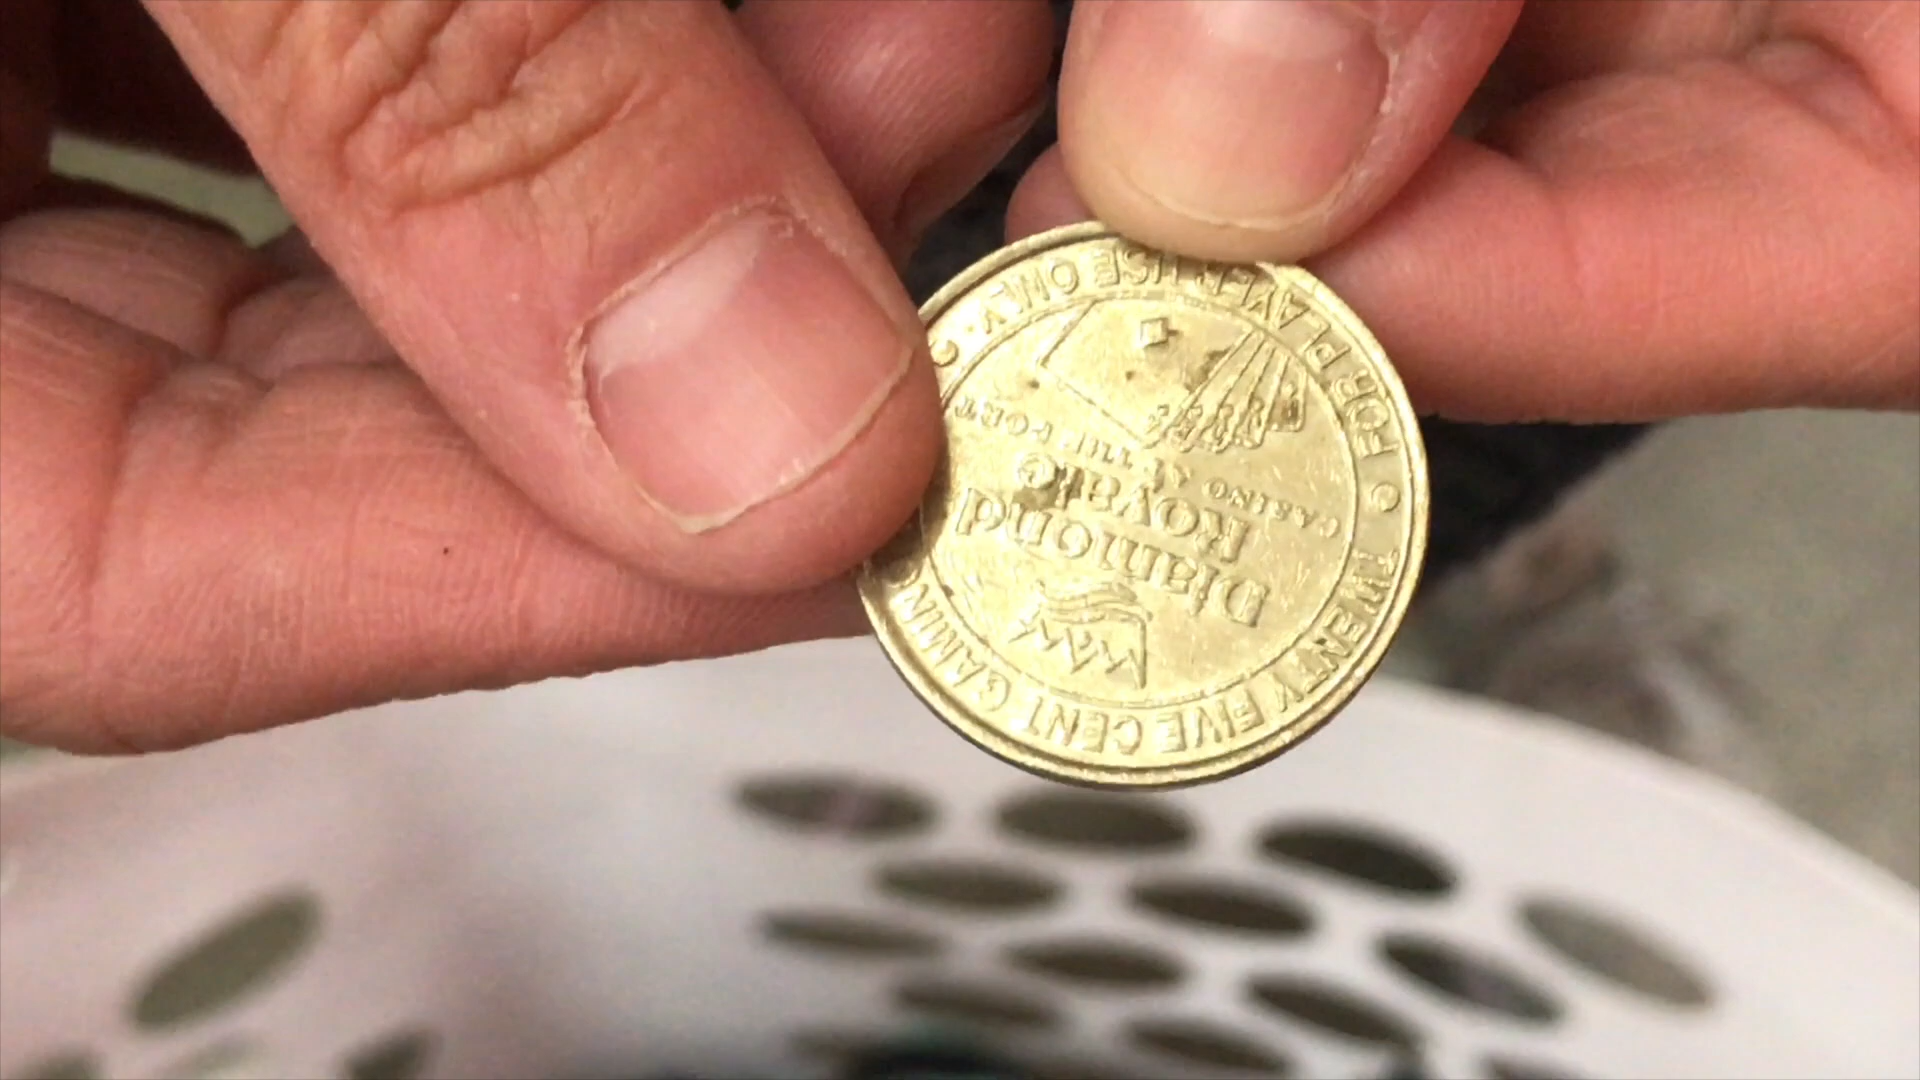 TWENTY FIVE CENT GAMING
Diamond
Royale
CASINO AT THE PORT
FOR PLAYER USE ONLY.